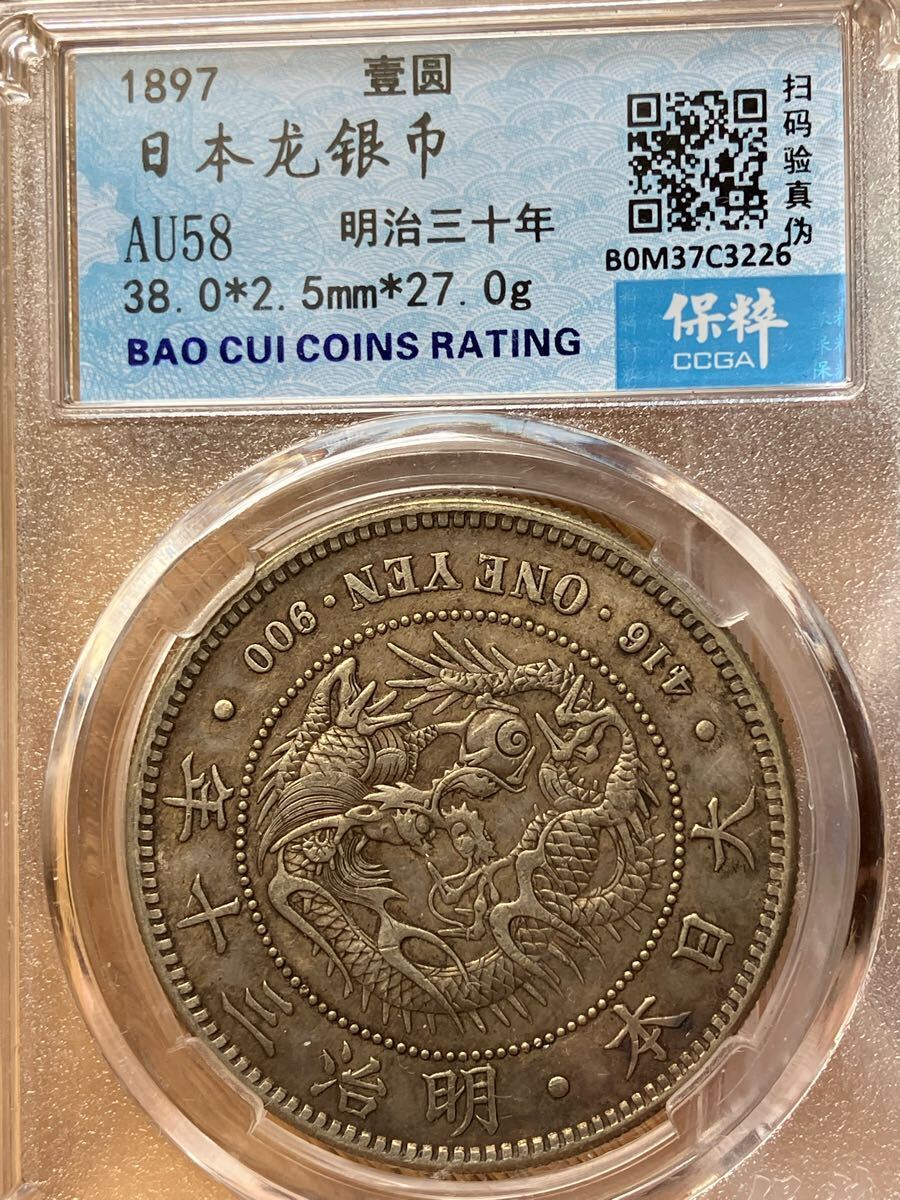 1897 壹圆
日本龙银币
AU58 明治三十年
38.0*2.5mm*27.0g
BAO CUI COINS RATING
扫码验真伪
B0M37C3226
保粹
CCGA
大日本・明治三十年・
416・ONE YEN・900